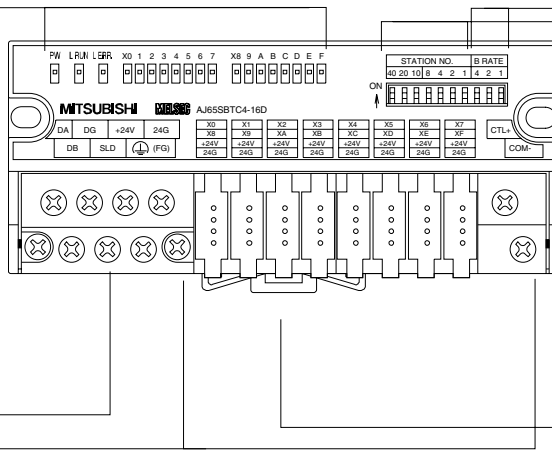 PW L RUN L ERR. X0 1 2 3 4 5 6 7 X8 9 A B C D E F
STATION NO. B RATE
40 20 10 8 4 2 1 4 2 1
ON
MITSUBISHI MELSEC AJ65SBTC4-16D
DA DG +24V 24G
DB SLD (FG)
X0 X1 X2 X3 X4 X5 X6 X7
X8 X9 XA XB XC XD XE XF
+24V +24V +24V +24V +24V +24V +24V +24V
24G 24G 24G 24G 24G 24G 24G 24G
CTL+
COM-